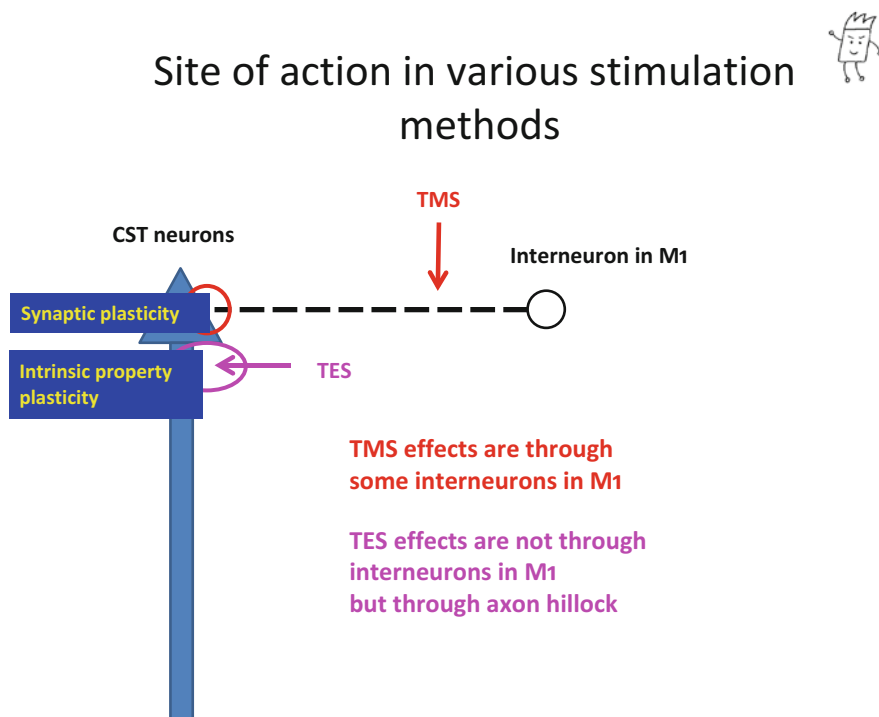 Site of action in various stimulation
methods
TMS
CST neurons
Interneuron in M1
Synaptic plasticity
Intrinsic property
plasticity
TES
TMS effects are through
some interneurons in M1
TES effects are not through
interneurons in M1
but through axon hillock